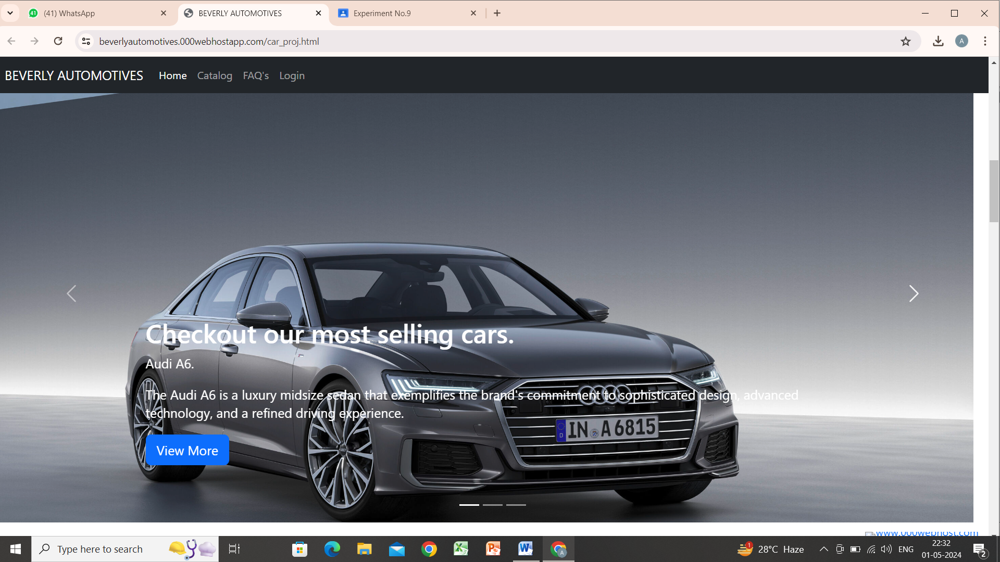 (41) WhatsApp
BEVERLY AUTOMOTIVES
Experiment No.9
beverlyautomotives.000webhostapp.com/car_proj.html
A
BEVERLY AUTOMOTIVES Home Catalog FAQ's Login
Checkout our most selling cars.
Audi A6.
The Audi A6 is a luxury midsize sedan that exemplifies the brand's commitment to sophisticated design, advanced
technology, and a refined driving experience.
IN A 6815
D
View More
www.000webhost.com
Type here to search
28°C Haze
ENG
22:32
01-05-2024
2